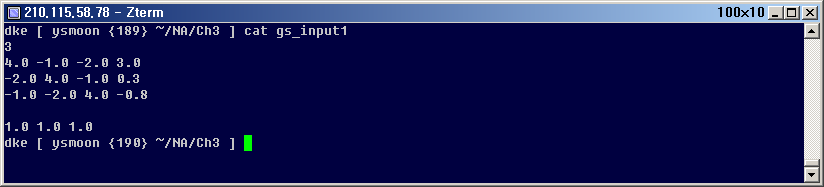 210.115.58.78 - Zterm 100×10
dke [ ysmoon {189} ~/NA/Ch3 ] cat gs_input1
3
4.0 -1.0 -2.0 3.0
-2.0 4.0 -1.0 0.3
-1.0 -2.0 4.0 -0.8
1.0 1.0 1.0
dke [ ysmoon {190} ~/NA/Ch3 ]